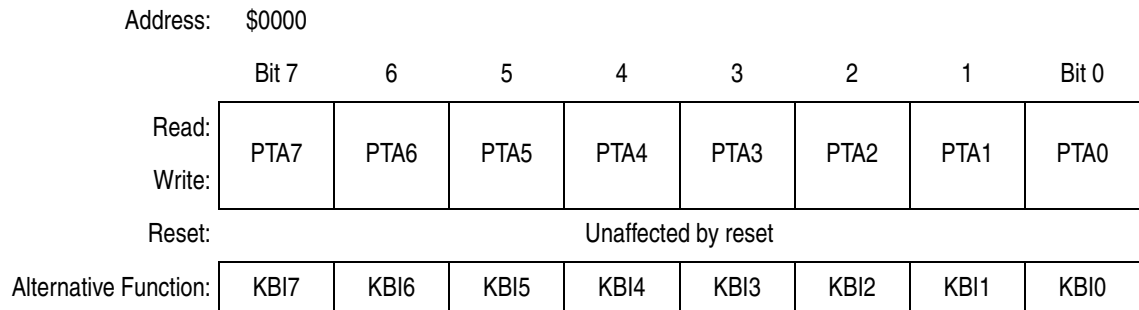 Address: $0000
Bit 7 6 5 4 3 2 1 Bit 0
Read:
PTA7 PTA6 PTA5 PTA4 PTA3 PTA2 PTA1 PTA0
Write:
Reset: Unaffected by reset
Alternative Function: KBI7 KBI6 KBI5 KBI4 KBI3 KBI2 KBI1 KBI0